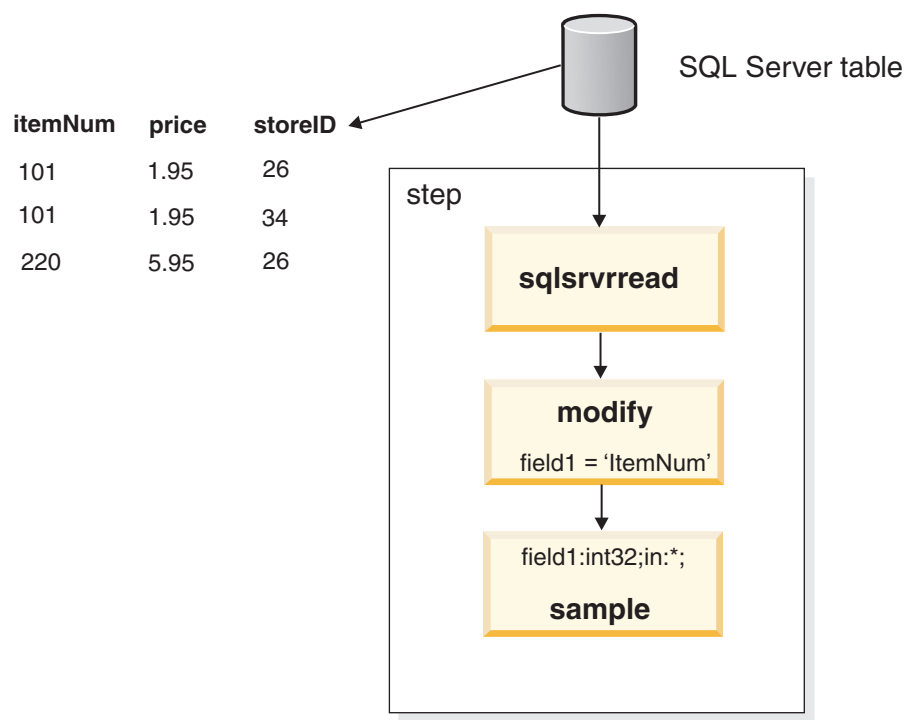 SQL Server table
itemNum price storeID
101 1.95 26
101 1.95 34
220 5.95 26
step
sqlsrvrread
modify
field1 = ‘ItemNum’
field1:int32;in:*;
sample